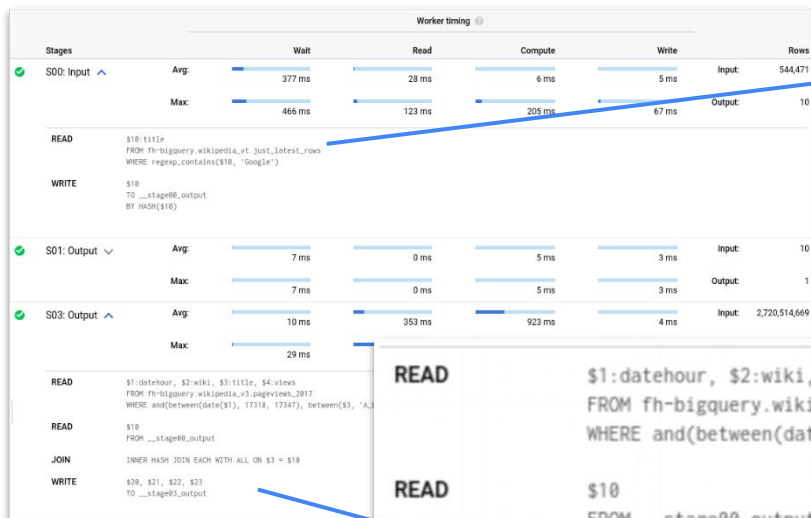 Worker timing
Stages Wait Read Compute Write Rows
S00: Input Avg: 377 ms 28 ms 6 ms 5 ms Input: 544,471
Max: 466 ms 123 ms 205 ms 67 ms Output: 10
READ $10:title
FROM fh-bigquery.wikipedia_vt.just_latest_rows
WHERE regexp_contains($10, 'Google')
WRITE $10
TO __stage00_output
BY HASH($10)
S01: Output Avg: 7 ms 0 ms 5 ms 3 ms Input: 10
Max: 7 ms 0 ms 5 ms 3 ms Output: 1
S03: Output Avg: 10 ms 353 ms 923 ms 4 ms Input: 2,720,514,669
Max: 29 ms
READ $1:datehour, $2:wiki, $3:title, $4:views
FROM fh-bigquery.wikipedia_v3.pageviews_2017
WHERE and(between(date($1), 17318, 17347), between($3,
READ $10
FROM __stage00_output
JOIN INNER HASH JOIN EACH WITH ALL ON $3 = $10
WRITE $20, $21, $22, $23
TO __stage03_output
READ $1:datehour, $2:wiki,
FROM fh-bigquery.wiki
WHERE and(between(dat
READ $10
FROM __stage00_output